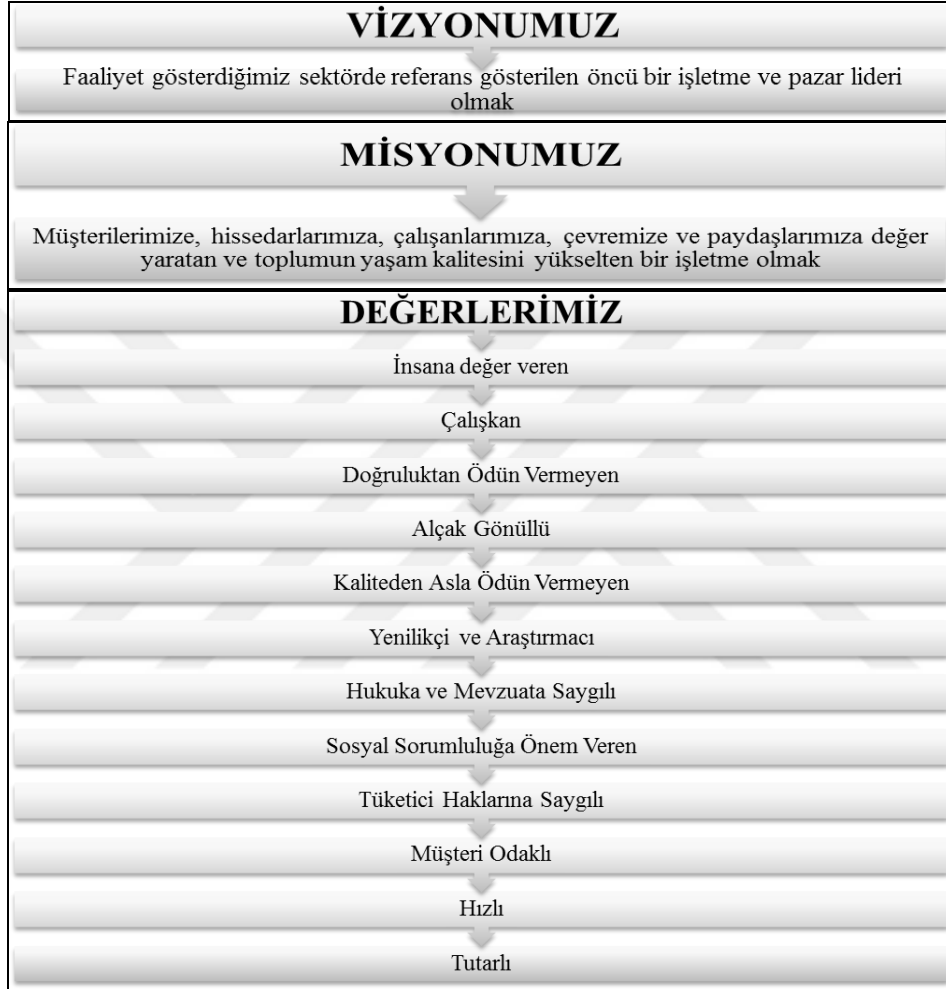 VİZYONUMUZ
Faaliyet gösterdiğimiz sektörde referans gösterilen öncü bir işletme ve pazar lideri
olmak
MİSYONUMUZ
Müşterilerimize, hissedarlarımıza, çalışanlarımıza, çevremize ve paydaşlarımıza değer
yaratan ve toplumun yaşam kalitesini yükselten bir işletme olmak
DEĞERLERİMİZ
İnsana değer veren
Çalışkan
Doğruluktan Ödün Vermeyen
Alçak Gönüllü
Kaliteden Asla Ödün Vermeyen
Yenilikçi ve Araştırmacı
Hukuka ve Mevzuata Saygılı
Sosyal Sorumluluğa Önem Veren
Tüketici Haklarına Saygılı
Müşteri Odaklı
Hızlı
Tutarlı